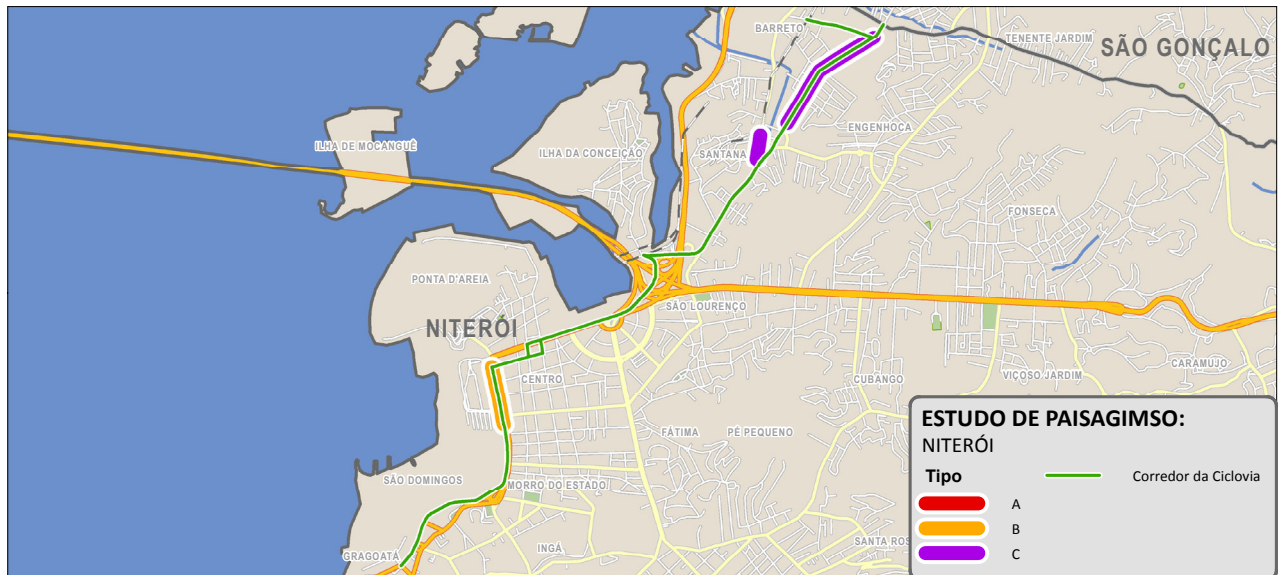 BARRETO
TENENTE JARDIM
SÃO GONÇALO
ENGENHOCA
ILHA DE MOCANGUÊ
ILHA DA CONCEIÇÃO
SANTANA
FONSECA
PONTA D'AREIA
SÃO LOURENÇO
NITERÓI
CENTRO
CUBANGO
VIÇOSO JARDIM
CARAMUJO
FÁTIMA
PÉ PEQUENO
SÃO DOMINGOS
MORRO DO ESTADO
GRAGOATÁ
INGÁ
SANTA ROS
ESTUDO DE PAISAGIMSO:
NITERÓI
Tipo
Corredor da Ciclovia
A
B
C